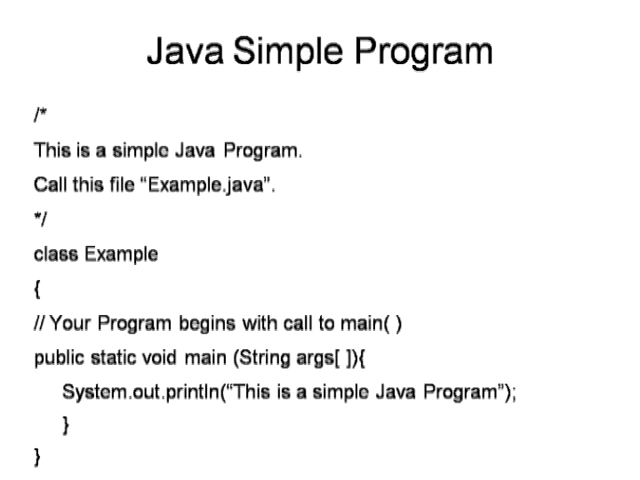 Java Simple Program
/*
This is a simple Java Program.
Call this file “Example.java”.
*/
class Example
{
// Your Program begins with call to main( )
public static void main (String args[ ]){
System.out.println(“This is a simple Java Program”);
}
}